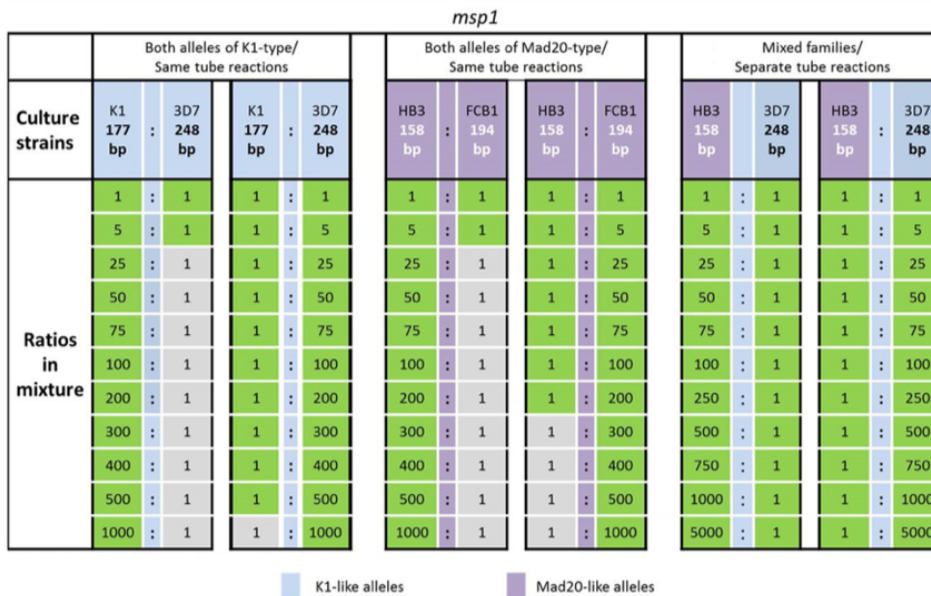 msp1
Both alleles of K1-type/ Both alleles of Mad20-type/ Mixed families/
Same tube reactions Same tube reactions Separate tube reactions
Culture strains
K1 177 bp : 3D7 248 bp K1 177 bp : 3D7 248 bp HB3 158 bp : FCB1 194 bp HB3 158 bp : FCB1 194 bp HB3 158 bp 3D7 248 bp HB3 158 bp : 3D7 248 bp
Ratios in mixture
1 : 1 1 : 1 1 : 1 1 : 1 1 : 1 1 : 1
5 : 1 1 : 5 5 : 1 1 : 5 5 : 1 1 : 5
25 : 1 1 : 25 25 : 1 1 : 25 25 : 1 1 : 25
50 : 1 1 : 50 50 : 1 1 : 50 50 : 1 1 : 50
75 : 1 1 : 75 75 : 1 1 : 75 75 : 1 1 : 75
100 : 1 1 : 100 100 : 1 1 : 100 100 : 1 1 : 100
200 : 1 1 : 200 200 : 1 1 : 200 250 : 1 1 : 250
300 : 1 1 : 300 300 : 1 1 : 300 500 : 1 1 : 500
400 : 1 1 : 400 400 : 1 1 : 400 750 : 1 1 : 750
500 : 1 1 : 500 500 : 1 1 : 500 1000 : 1 1 : 1000
1000 : 1 1 : 1000 1000 : 1 1 : 1000 5000 : 1 1 : 5000
K1-like alleles Mad20-like alleles